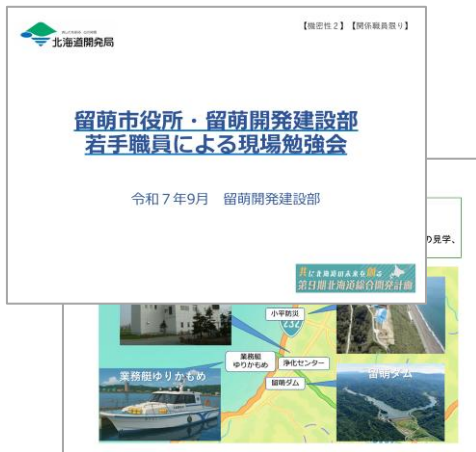 【機密性２】【関係職員限り】
北海道開発局
留萌市役所・留萌開発建設部
若手職員による現場勉強会
令和７年9月　留萌開発建設部
共に北海道の未来を創る
第9期北海道総合開発計画
の見学、
小平防災
232
業務艇
ゆりかもめ
浄化センター
留萌ダム
業務艇ゆりかもめ
留萌ダム